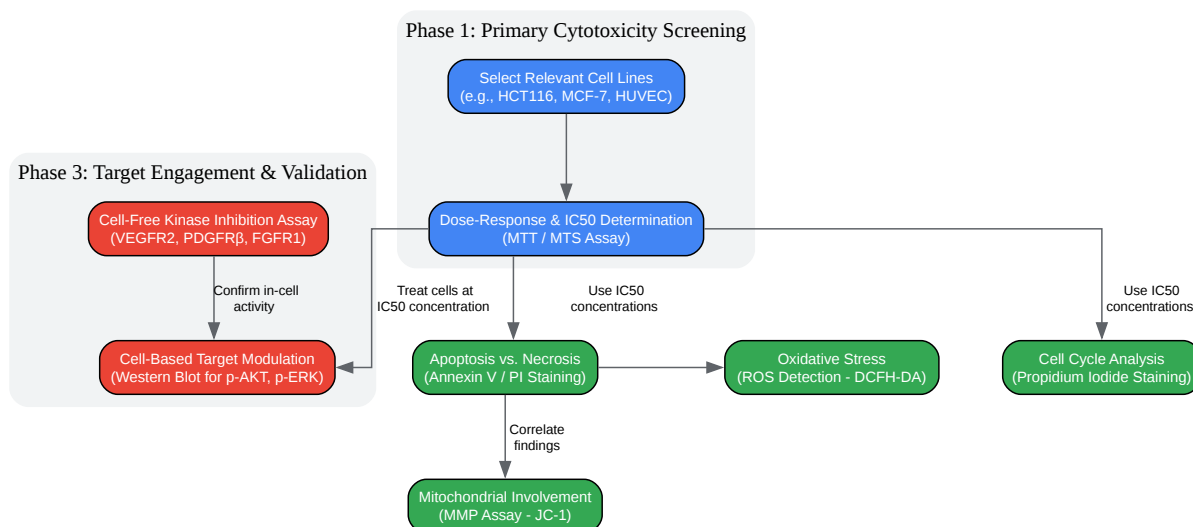 Phase 1: Primary Cytotoxicity Screening
Select Relevant Cell Lines
(e.g., HCT116, MCF-7, HUVEC)
Phase 3: Target Engagement & Validation
Cell-Free Kinase Inhibition Assay
(VEGFR2, PDGFRβ, FGFR1)
Dose-Response & IC50 Determination
(MTT / MTS Assay)
Confirm in-cell
activity
Treat cells at
IC50 concentration
Use IC50
concentrations
Use IC50
concentrations
Cell-Based Target Modulation
(Western Blot for p-AKT, p-ERK)
Apoptosis vs. Necrosis
(Annexin V / PI Staining)
Oxidative Stress
(ROS Detection - DCFH-DA)
Cell Cycle Analysis
(Propidium Iodide Staining)
Correlate
findings
Mitochondrial Involvement
(MMP Assay - JC-1)